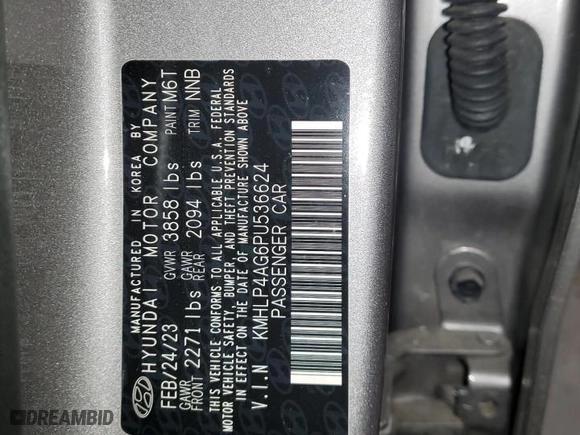 MANUFACTURED IN KOREA BY
HYUNDAI MOTOR COMPANY
FEB/24/23 GVWR 3858 lbs PAINT M6T
GAWR FRONT 2271 lbs GAWR REAR 2094 lbs TRIM NNB
THIS VEHICLE CONFORMS TO ALL APPLICABLE U.S.A. FEDERAL
MOTOR VEHICLE SAFETY, BUMPER, AND THEFT PREVENTION STANDARDS
IN EFFECT ON THE DATE OF MANUFACTURE SHOWN ABOVE
V.I.N KMHLP4AG6PU536624
PASSENGER CAR
DREAMBID